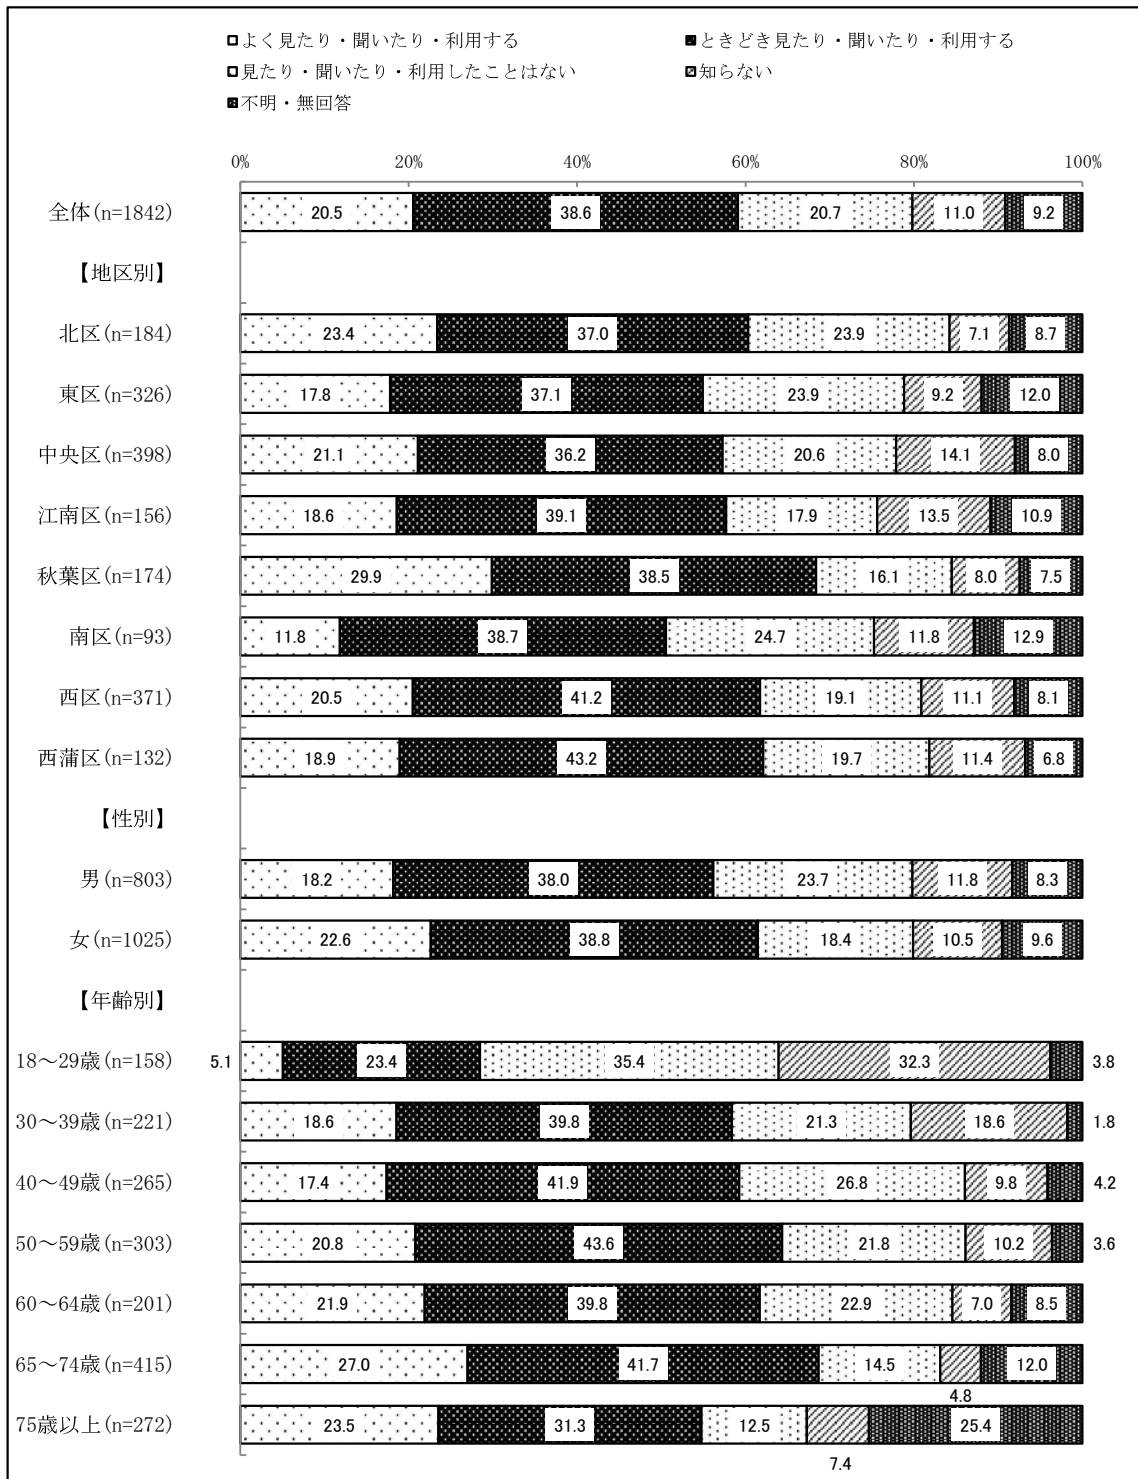 よく見たり・聞いたり・利用する ときどき見たり・聞いたり・利用する
見たり・聞いたり・利用したことはない 知らない
不明・無回答
0% 20% 40% 60% 80% 100%
全体(n=1842) 20.5 38.6 20.7 11.0 9.2
【地区別】
北区(n=184) 23.4 37.0 23.9 7.1 8.7
東区(n=326) 17.8 37.1 23.9 9.2 12.0
中央区(n=398) 21.1 36.2 20.6 14.1 8.0
江南区(n=156) 18.6 39.1 17.9 13.5 10.9
秋葉区(n=174) 29.9 38.5 16.1 8.0 7.5
南区(n=93) 11.8 38.7 24.7 11.8 12.9
西区(n=371) 20.5 41.2 19.1 11.1 8.1
西蒲区(n=132) 18.9 43.2 19.7 11.4 6.8
【性別】
男(n=803) 18.2 38.0 23.7 11.8 8.3
女(n=1025) 22.6 38.8 18.4 10.5 9.6
【年齢別】
18～29歳(n=158) 5.1 23.4 35.4 32.3 3.8
30～39歳(n=221) 18.6 39.8 21.3 18.6 1.8
40～49歳(n=265) 17.4 41.9 26.8 9.8 4.2
50～59歳(n=303) 20.8 43.6 21.8 10.2 3.6
60～64歳(n=201) 21.9 39.8 22.9 7.0 8.5
65～74歳(n=415) 27.0 41.7 14.5 12.0
4.8
75歳以上(n=272) 23.5 31.3 12.5 25.4
7.4